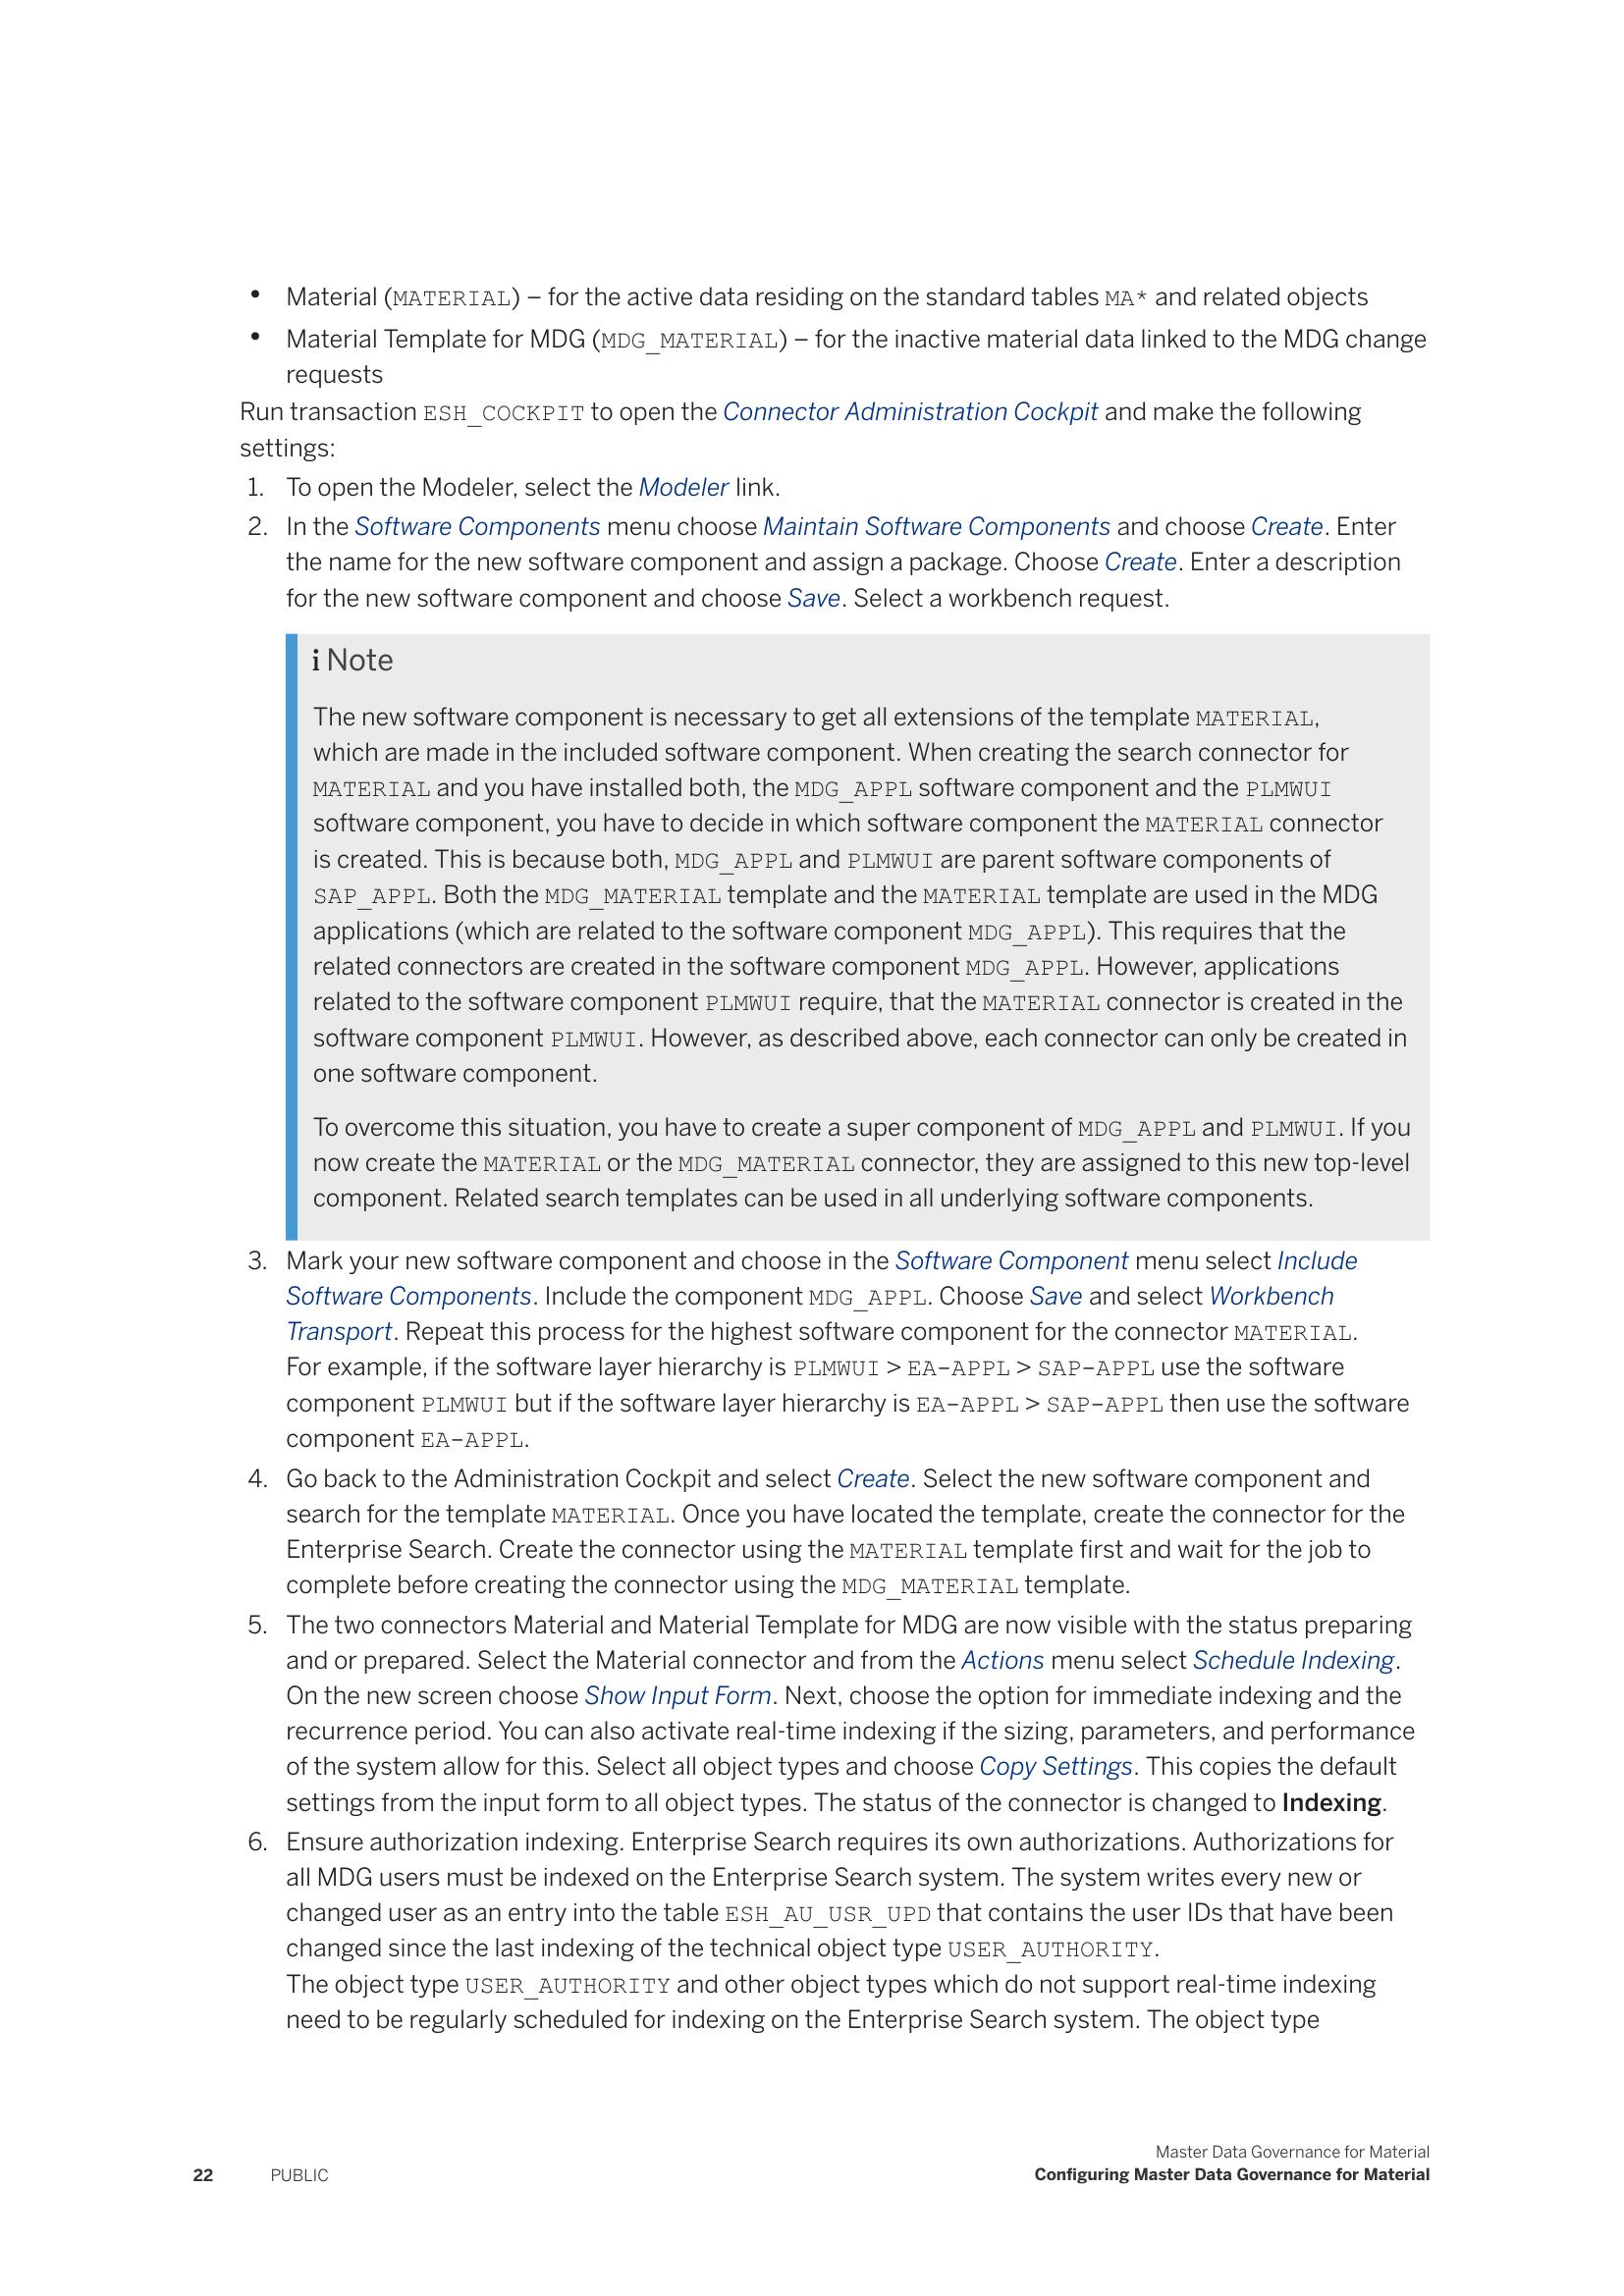 • Material (MATERIAL) – for the active data residing on the standard tables MA* and related objects
• Material Template for MDG (MDG_MATERIAL) – for the inactive material data linked to the MDG change
requests
Run transaction ESH_COCKPIT to open the Connector Administration Cockpit and make the following
settings:
1. To open the Modeler, select the Modeler link.
2. In the Software Components menu choose Maintain Software Components and choose Create. Enter
the name for the new software component and assign a package. Choose Create. Enter a description
for the new software component and choose Save. Select a workbench request.
i Note
The new software component is necessary to get all extensions of the template MATERIAL,
which are made in the included software component. When creating the search connector for
MATERIAL and you have installed both, the MDG_APPL software component and the PLMWUI
software component, you have to decide in which software component the MATERIAL connector
is created. This is because both, MDG_APPL and PLMWUI are parent software components of
SAP_APPL. Both the MDG_MATERIAL template and the MATERIAL template are used in the MDG
applications (which are related to the software component MDG_APPL). This requires that the
related connectors are created in the software component MDG_APPL. However, applications
related to the software component PLMWUI require, that the MATERIAL connector is created in the
software component PLMWUI. However, as described above, each connector can only be created in
one software component.
To overcome this situation, you have to create a super component of MDG_APPL and PLMWUI. If you
now create the MATERIAL or the MDG_MATERIAL connector, they are assigned to this new top-level
component. Related search templates can be used in all underlying software components.
3. Mark your new software component and choose in the Software Component menu select Include
Software Components. Include the component MDG_APPL. Choose Save and select Workbench
Transport. Repeat this process for the highest software component for the connector MATERIAL.
For example, if the software layer hierarchy is PLMWUI > EA–APPL > SAP–APPL use the software
component PLMWUI but if the software layer hierarchy is EA–APPL > SAP–APPL then use the software
component EA–APPL.
4. Go back to the Administration Cockpit and select Create. Select the new software component and
search for the template MATERIAL. Once you have located the template, create the connector for the
Enterprise Search. Create the connector using the MATERIAL template first and wait for the job to
complete before creating the connector using the MDG_MATERIAL template.
5. The two connectors Material and Material Template for MDG are now visible with the status preparing
and or prepared. Select the Material connector and from the Actions menu select Schedule Indexing.
On the new screen choose Show Input Form. Next, choose the option for immediate indexing and the
recurrence period. You can also activate real-time indexing if the sizing, parameters, and performance
of the system allow for this. Select all object types and choose Copy Settings. This copies the default
settings from the input form to all object types. The status of the connector is changed to Indexing.
6. Ensure authorization indexing. Enterprise Search requires its own authorizations. Authorizations for
all MDG users must be indexed on the Enterprise Search system. The system writes every new or
changed user as an entry into the table ESH_AU_USR_UPD that contains the user IDs that have been
changed since the last indexing of the technical object type USER_AUTHORITY.
The object type USER_AUTHORITY and other object types which do not support real-time indexing
need to be regularly scheduled for indexing on the Enterprise Search system. The object type
Master Data Governance for Material
22 PUBLIC Configuring Master Data Governance for Material